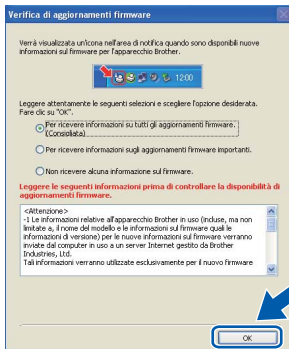 Verifica di aggiornamenti firmware
Verrà visualizzata un'icona nell'area di notifica quando sono disponibili nuove
informazioni sul firmware per l'apparecchio Brother.
12:00
Leggere attentamente le seguenti selezioni e scegliere l'opzione desiderata.
Fare clic su "OK".
Per ricevere informazioni su tutti gli aggiornamenti firmware.
(Consigliata)
Per ricevere informazioni sugli aggiornamenti firmware importanti.
Non ricevere alcuna informazione sul firmware.
Leggere le seguenti informazioni prima di controllare la disponibilità di
aggiornamenti firmware.
<Attenzione>
-1 Le informazioni relative all'apparecchio Brother in uso (incluse, ma non
limitate a, il nome del modello e le informazioni sul firmware quali le
informazioni di versione) per le nuove informazioni sul firmware verranno
inviate dal computer in uso a un server Internet gestito da Brother
Industries, Ltd.
Tali informazioni verranno utilizzate esclusivamente per il nuovo firmware
OK